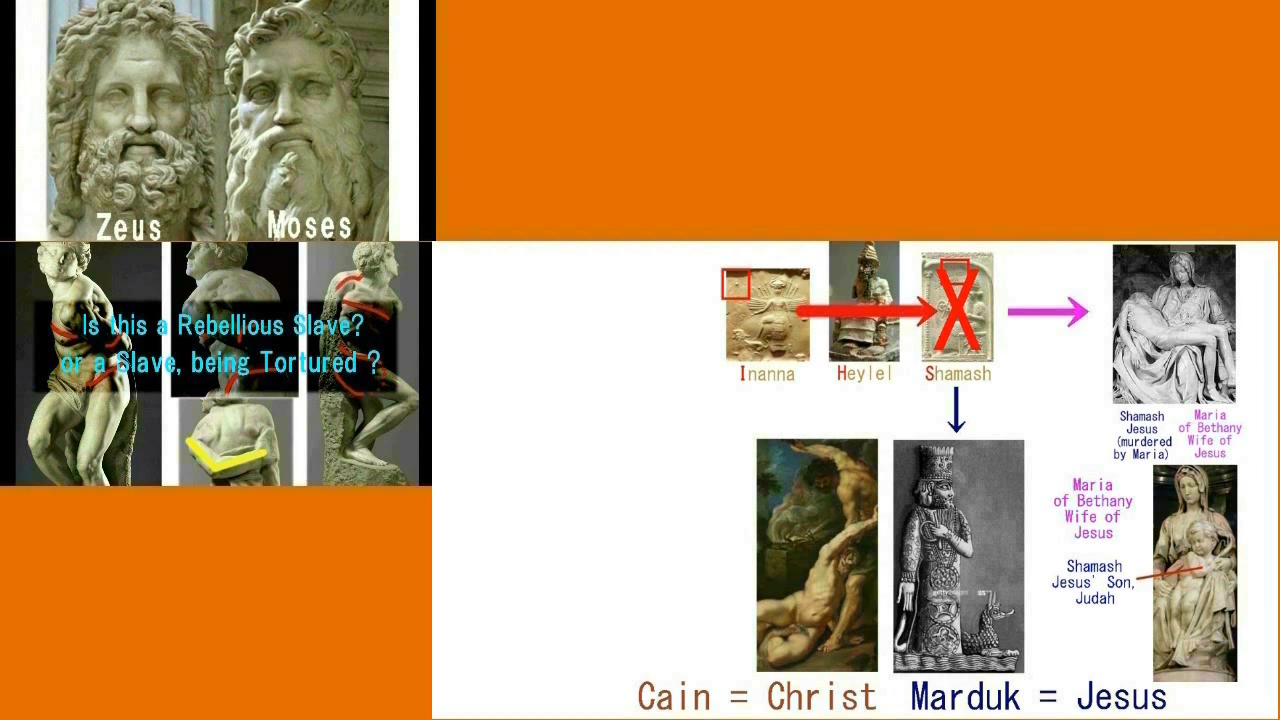 Zeus Moses
Is this a Rebellious Slave?
or a Slave, being Tortured ?
Inanna Heylel Shamash
Shamash
Jesus
(murdered
by Maria)
Maria
of Bethany
Wife of
Jesus
Maria
of Bethany
Wife of
Jesus
Shamash
Jesus' Son,
Judah
Cain = Christ Marduk = Jesus